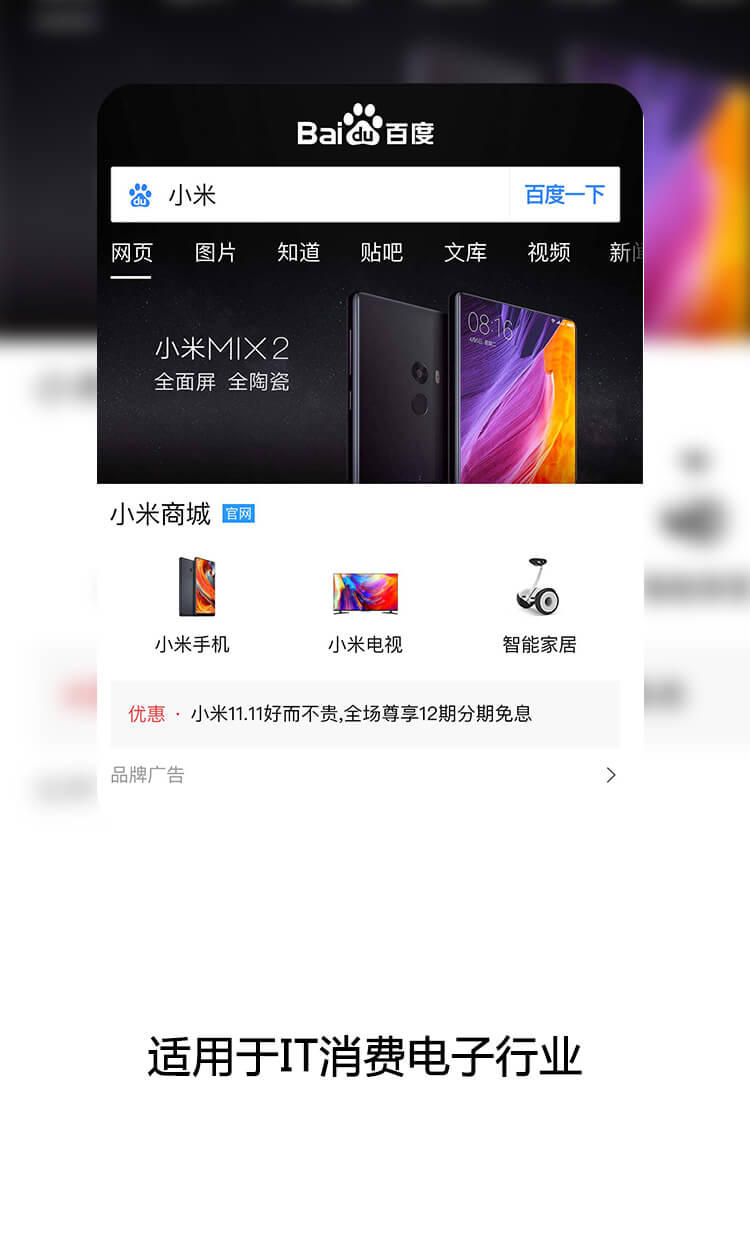 Baidu百度
du 小米 百度一下
网页 图片 知道 贴吧 文库 视频 新闻
小米MIX2
全面屏 全陶瓷
08:16
小米商城 官网
小米手机 小米电视 智能家居
优惠 · 小米11.11好而不贵,全场尊享12期分期免息
品牌广告
适用于IT消费电子行业